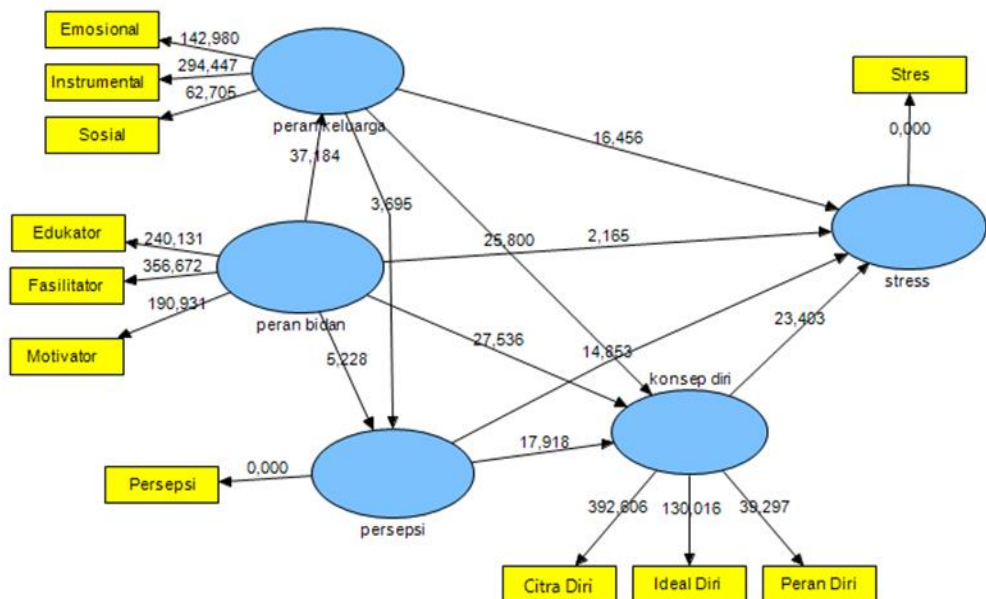 Emosional
142,980
Instrumental
294,447
62,705
Sosial
peran keluarga
37,184
Stres
0,000
16,456
3,695
Edukator
240,131
Fasilitator
356,672
190,931
Motivator
peran bidan
25,800
2,165
stress
27,536
5,228
14,853
23,403
konsep diri
17,918
Persepsi
0,000
persepsi
392,606
130,016
39,297
Citra Diri
Ideal Diri
Peran Diri